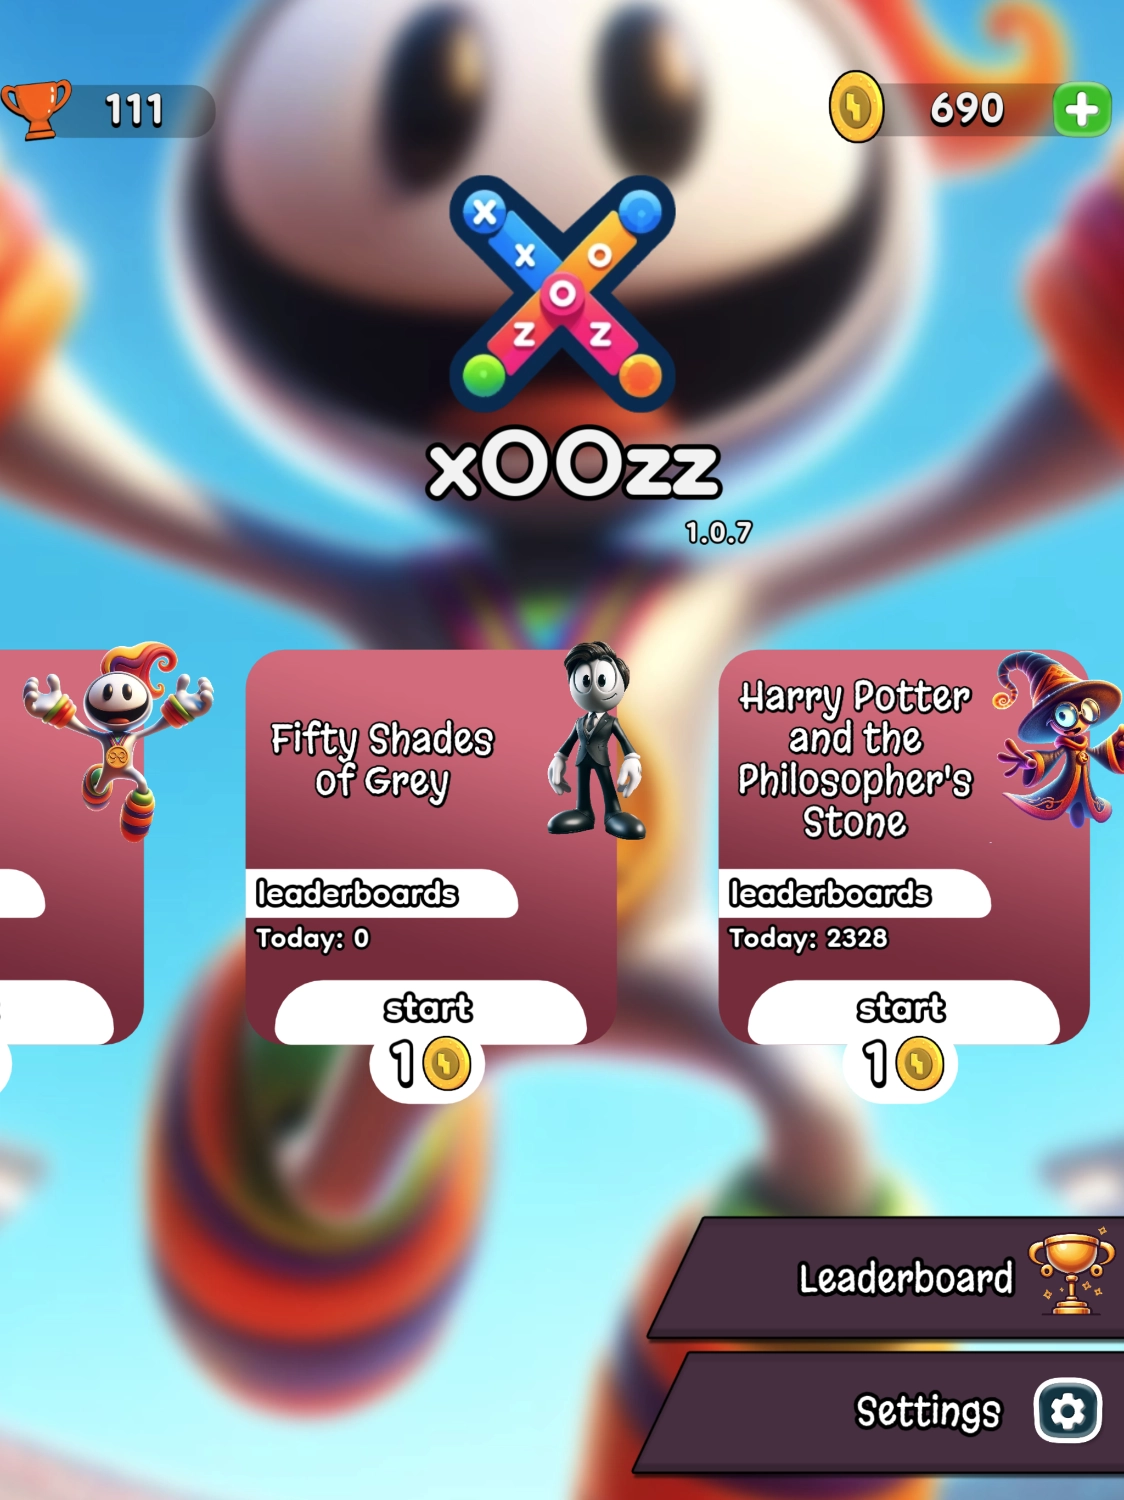 111
690
X
X O
O
Z Z
xOOzz
1.0.7
Fifty Shades
of Grey
leaderboards
Today: 0
start
1
Harry Potter
and the
Philosopher's
Stone
leaderboards
Today: 2328
start
1
Leaderboard
Settings